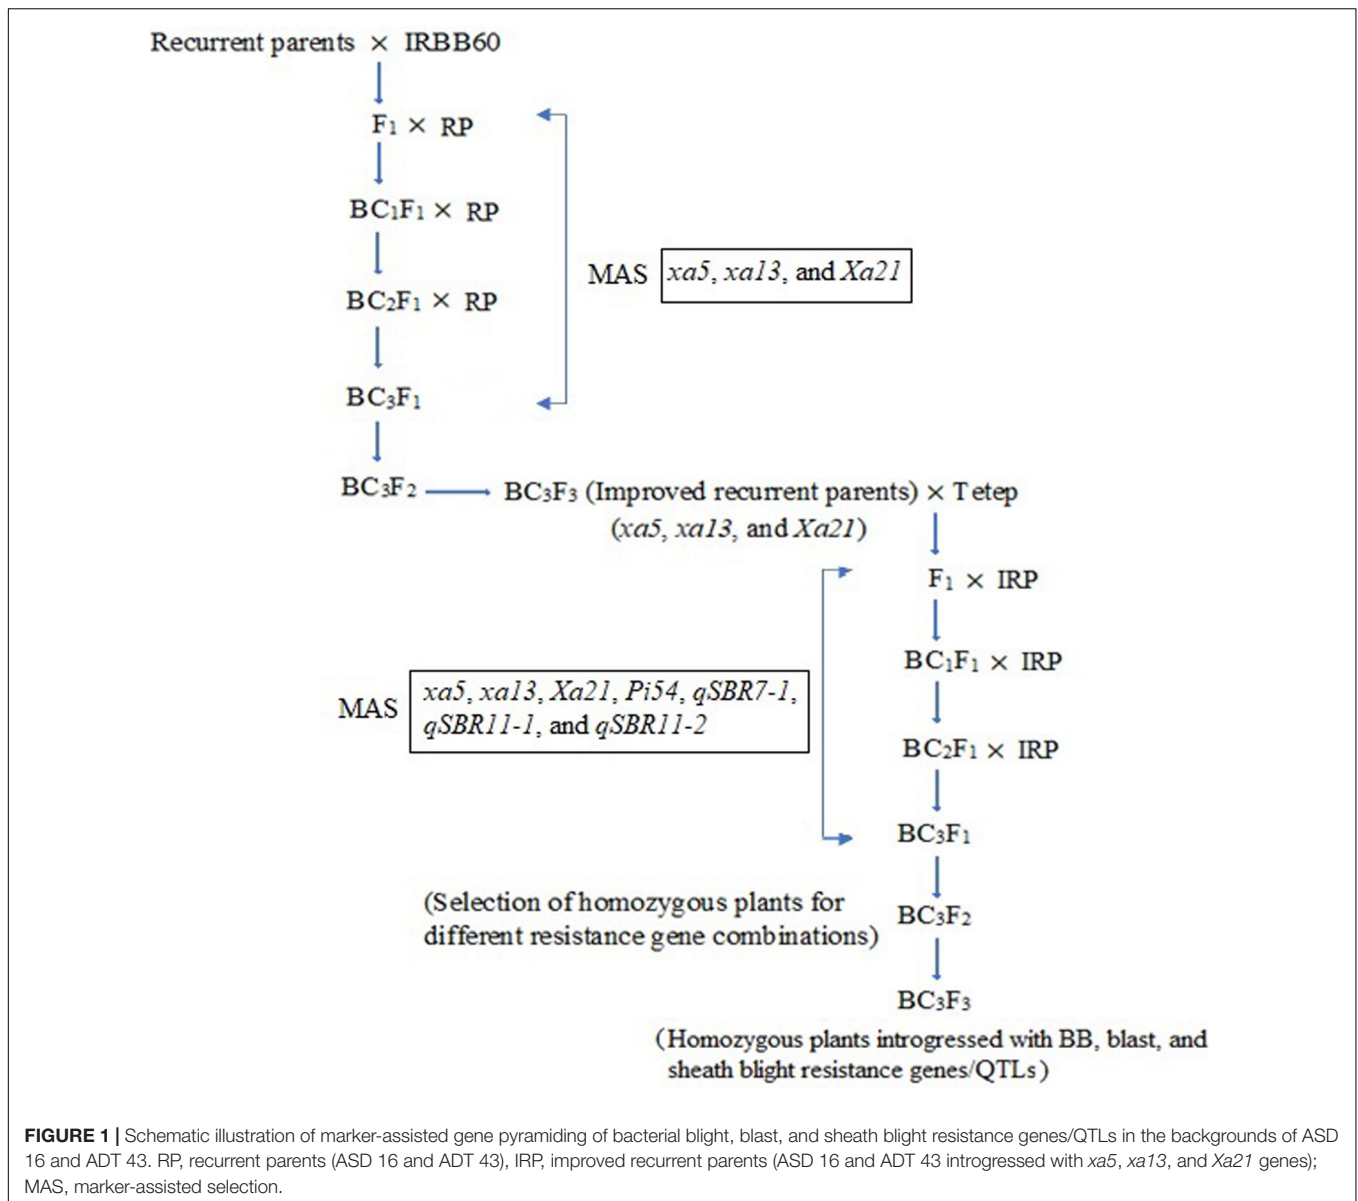 Recurrent parents × IRBB60
F₁ × RP
BC₁F₁ × RP
BC₂F₁ × RP
BC₃F₁
MAS
xa5, xa13, and Xa21
BC₃F₂
BC₃F₃ (Improved recurrent parents) × Tetep
(xa5, xa13, and Xa21)
F₁ × IRP
BC₁F₁ × IRP
BC₂F₁ × IRP
BC₃F₁
MAS
xa5, xa13, Xa21, Pi54, qSBR7-1,
qSBR11-1, and qSBR11-2
(Selection of homozygous plants for
different resistance gene combinations)
BC₃F₂
BC₃F₃
(Homozygous plants introgressed with BB, blast, and
sheath blight resistance genes/QTLs)
FIGURE 1 | Schematic illustration of marker-assisted gene pyramiding of bacterial blight, blast, and sheath blight resistance genes/QTLs in the backgrounds of ASD
16 and ADT 43. RP, recurrent parents (ASD 16 and ADT 43), IRP, improved recurrent parents (ASD 16 and ADT 43 introgressed with xa5, xa13, and Xa21 genes);
MAS, marker-assisted selection.